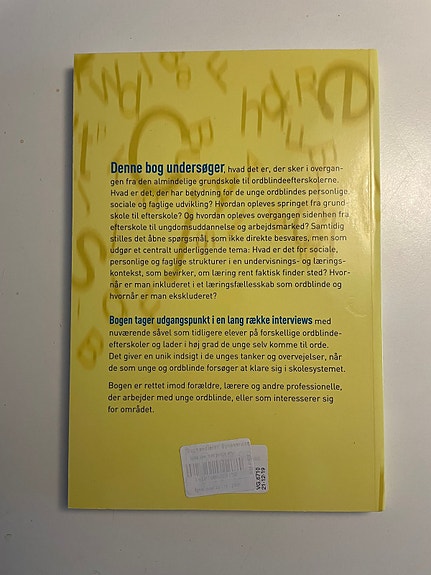 Denne bog undersøger, hvad det er, der sker i overgan-
gen fra den almindelige grundskole til ordblindeefterskolerne.
Hvad er det, der har betydning for de unge ordblindes personlige,
sociale og faglige udvikling? Hvordan opleves springet fra grund-
skole til efterskole? Og hvordan opleves overgangen sidenhen fra
efterskole til ungdomsuddannelse og arbejdsmarked? Samtidig
stilles det åbne spørgsmål, som ikke direkte besvares, men som
udgør et centralt underliggende tema: Hvad er det for sociale,
personlige og faglige strukturer i en undervisnings- og lærings-
kontekst, som bevirker, om læring rent faktisk finder sted? Hvor-
når er man inkluderet i et læringsfællesskab som ordblinde og
hvornår er man ekskluderet?
Bogen tager udgangspunkt i en lang række interviews med
nuværende såvel som tidligere elever på forskellige ordblinde-
efterskoler og lader i høj grad de unge selv komme til orde.
Det giver en unik indsigt i de unges tanker og overvejelser, når
de som unge og ordblinde forsøger at klare sig i skolesystemet.
Bogen er rettet imod forældre, lærere og andre professionelle,
der arbejder med unge ordblinde, eller som interesserer sig
for området.
VG 8710
21-12-19